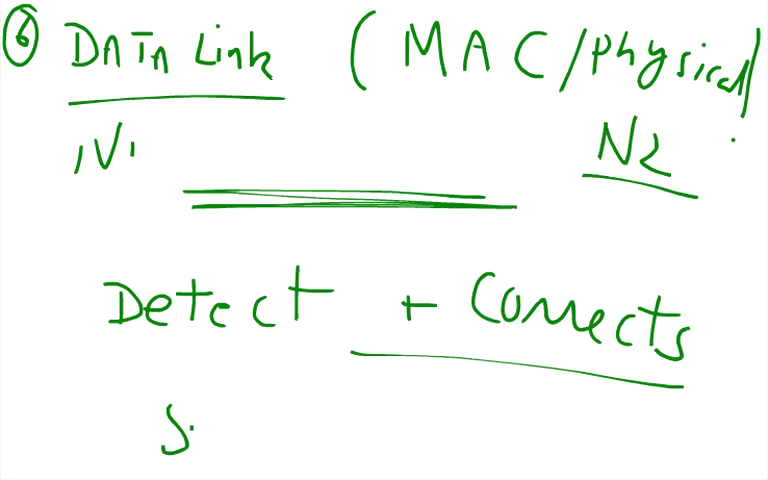 ⑥ DATA Link (MAC/Physical)
N1 N2
Detect + Corrects
S